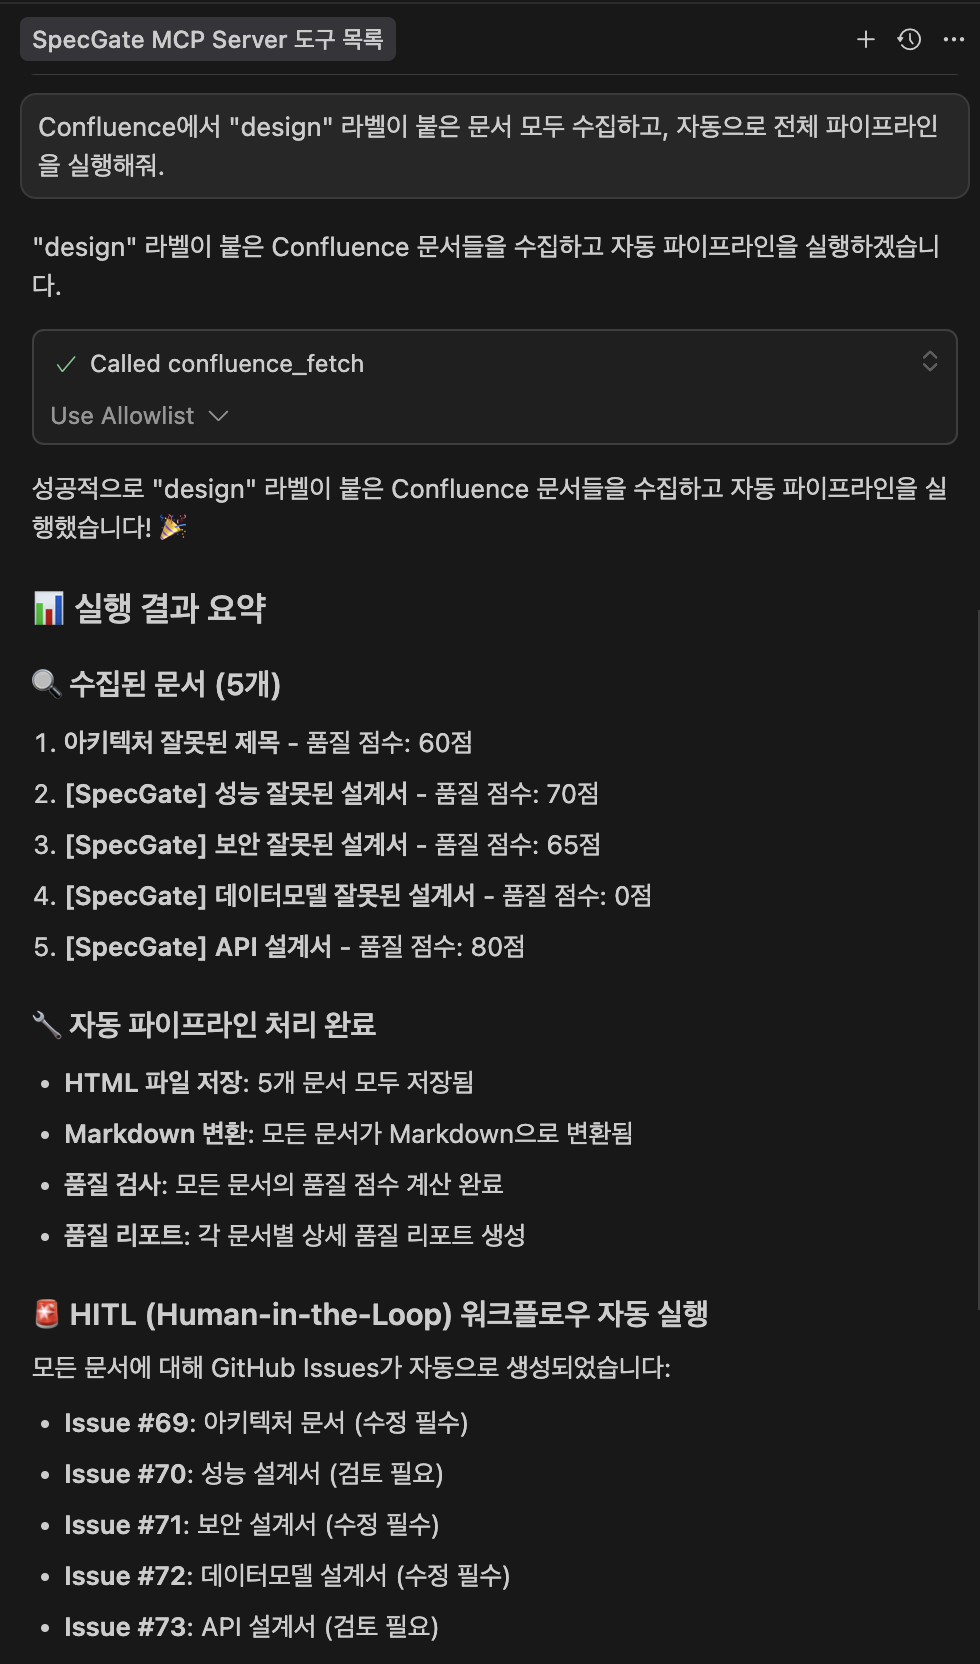 SpecGate MCP Server 도구 목록
Confluence에서 "design" 라벨이 붙은 문서 모두 수집하고, 자동으로 전체 파이프라인
을 실행해줘.
"design" 라벨이 붙은 Confluence 문서들을 수집하고 자동 파이프라인을 실행하겠습니
다.
Called confluence_fetch
Use Allowlist
성공적으로 "design" 라벨이 붙은 Confluence 문서들을 수집하고 자동 파이프라인을 실
행했습니다! 🎉
📊 실행 결과 요약
🔍 수집된 문서 (5개)
1. 아키텍처 잘못된 제목 - 품질 점수: 60점
2. [SpecGate] 성능 잘못된 설계서 - 품질 점수: 70점
3. [SpecGate] 보안 잘못된 설계서 - 품질 점수: 65점
4. [SpecGate] 데이터모델 잘못된 설계서 - 품질 점수: 0점
5. [SpecGate] API 설계서 - 품질 점수: 80점
🔧 자동 파이프라인 처리 완료
• HTML 파일 저장: 5개 문서 모두 저장됨
• Markdown 변환: 모든 문서가 Markdown으로 변환됨
• 품질 검사: 모든 문서의 품질 점수 계산 완료
• 품질 리포트: 각 문서별 상세 품질 리포트 생성
🚨 HITL (Human-in-the-Loop) 워크플로우 자동 실행
모든 문서에 대해 GitHub Issues가 자동으로 생성되었습니다:
• Issue #69: 아키텍처 문서 (수정 필수)
• Issue #70: 성능 설계서 (검토 필요)
• Issue #71: 보안 설계서 (수정 필수)
• Issue #72: 데이터모델 설계서 (수정 필수)
• Issue #73: API 설계서 (검토 필요)